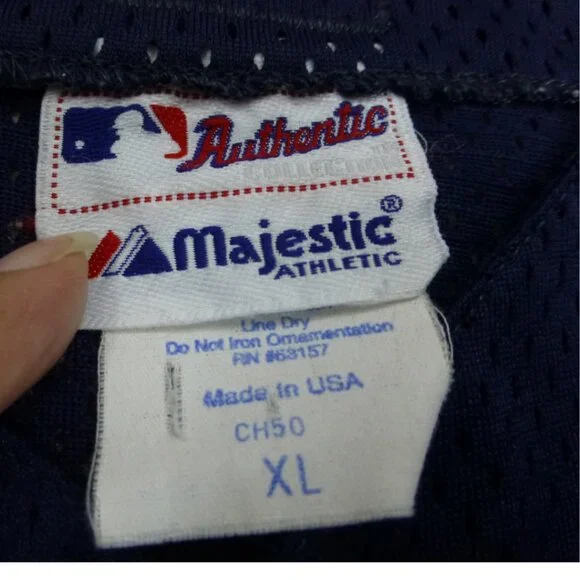 Authentic
COLLECTION
Majestic®
ATHLETIC
Line Dry
Do Not Iron Ornamentation
RN #63157
Made in USA
CH50
XL